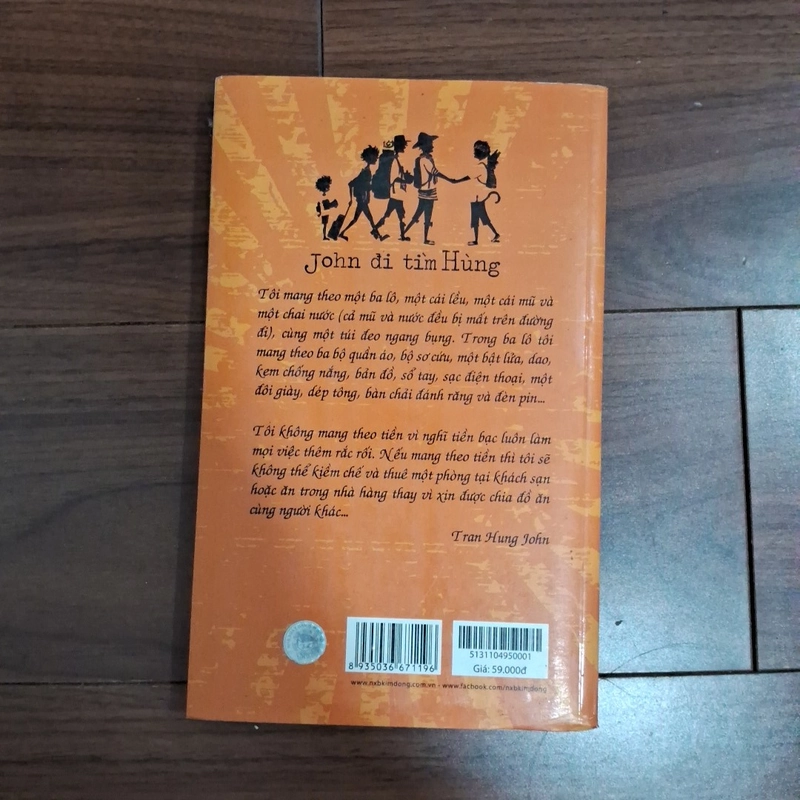 John đi tìm Hùng
Tôi mang theo một ba lô, một cái lều, một cái mũ và
một chai nước (cả mũ và nước đều bị mất trên đường
đi), cùng một túi đeo ngang bụng. Trong ba lô tôi
mang theo ba bộ quần áo, bộ sơ cứu, một bật lửa, dao,
kem chống nắng, bản đồ, sổ tay, sạc điện thoại, một
đôi giày, dép tông, bàn chải đánh răng và đèn pin...
Tôi không mang theo tiền vì nghĩ tiền bạc luôn làm
mọi việc thêm rắc rối. Nếu mang theo tiền thì tôi sẽ
không thể kiềm chế và thuê một phòng tại khách sạn
hoặc ăn trong nhà hàng thay vì xin được chia đồ ăn
cùng người khác...
Tran Hung John
8 935036 671196
5131104950001
Giá: 59.000đ
www.nxbkimdong.com.vn - www.facbook.com/nxbkimdong